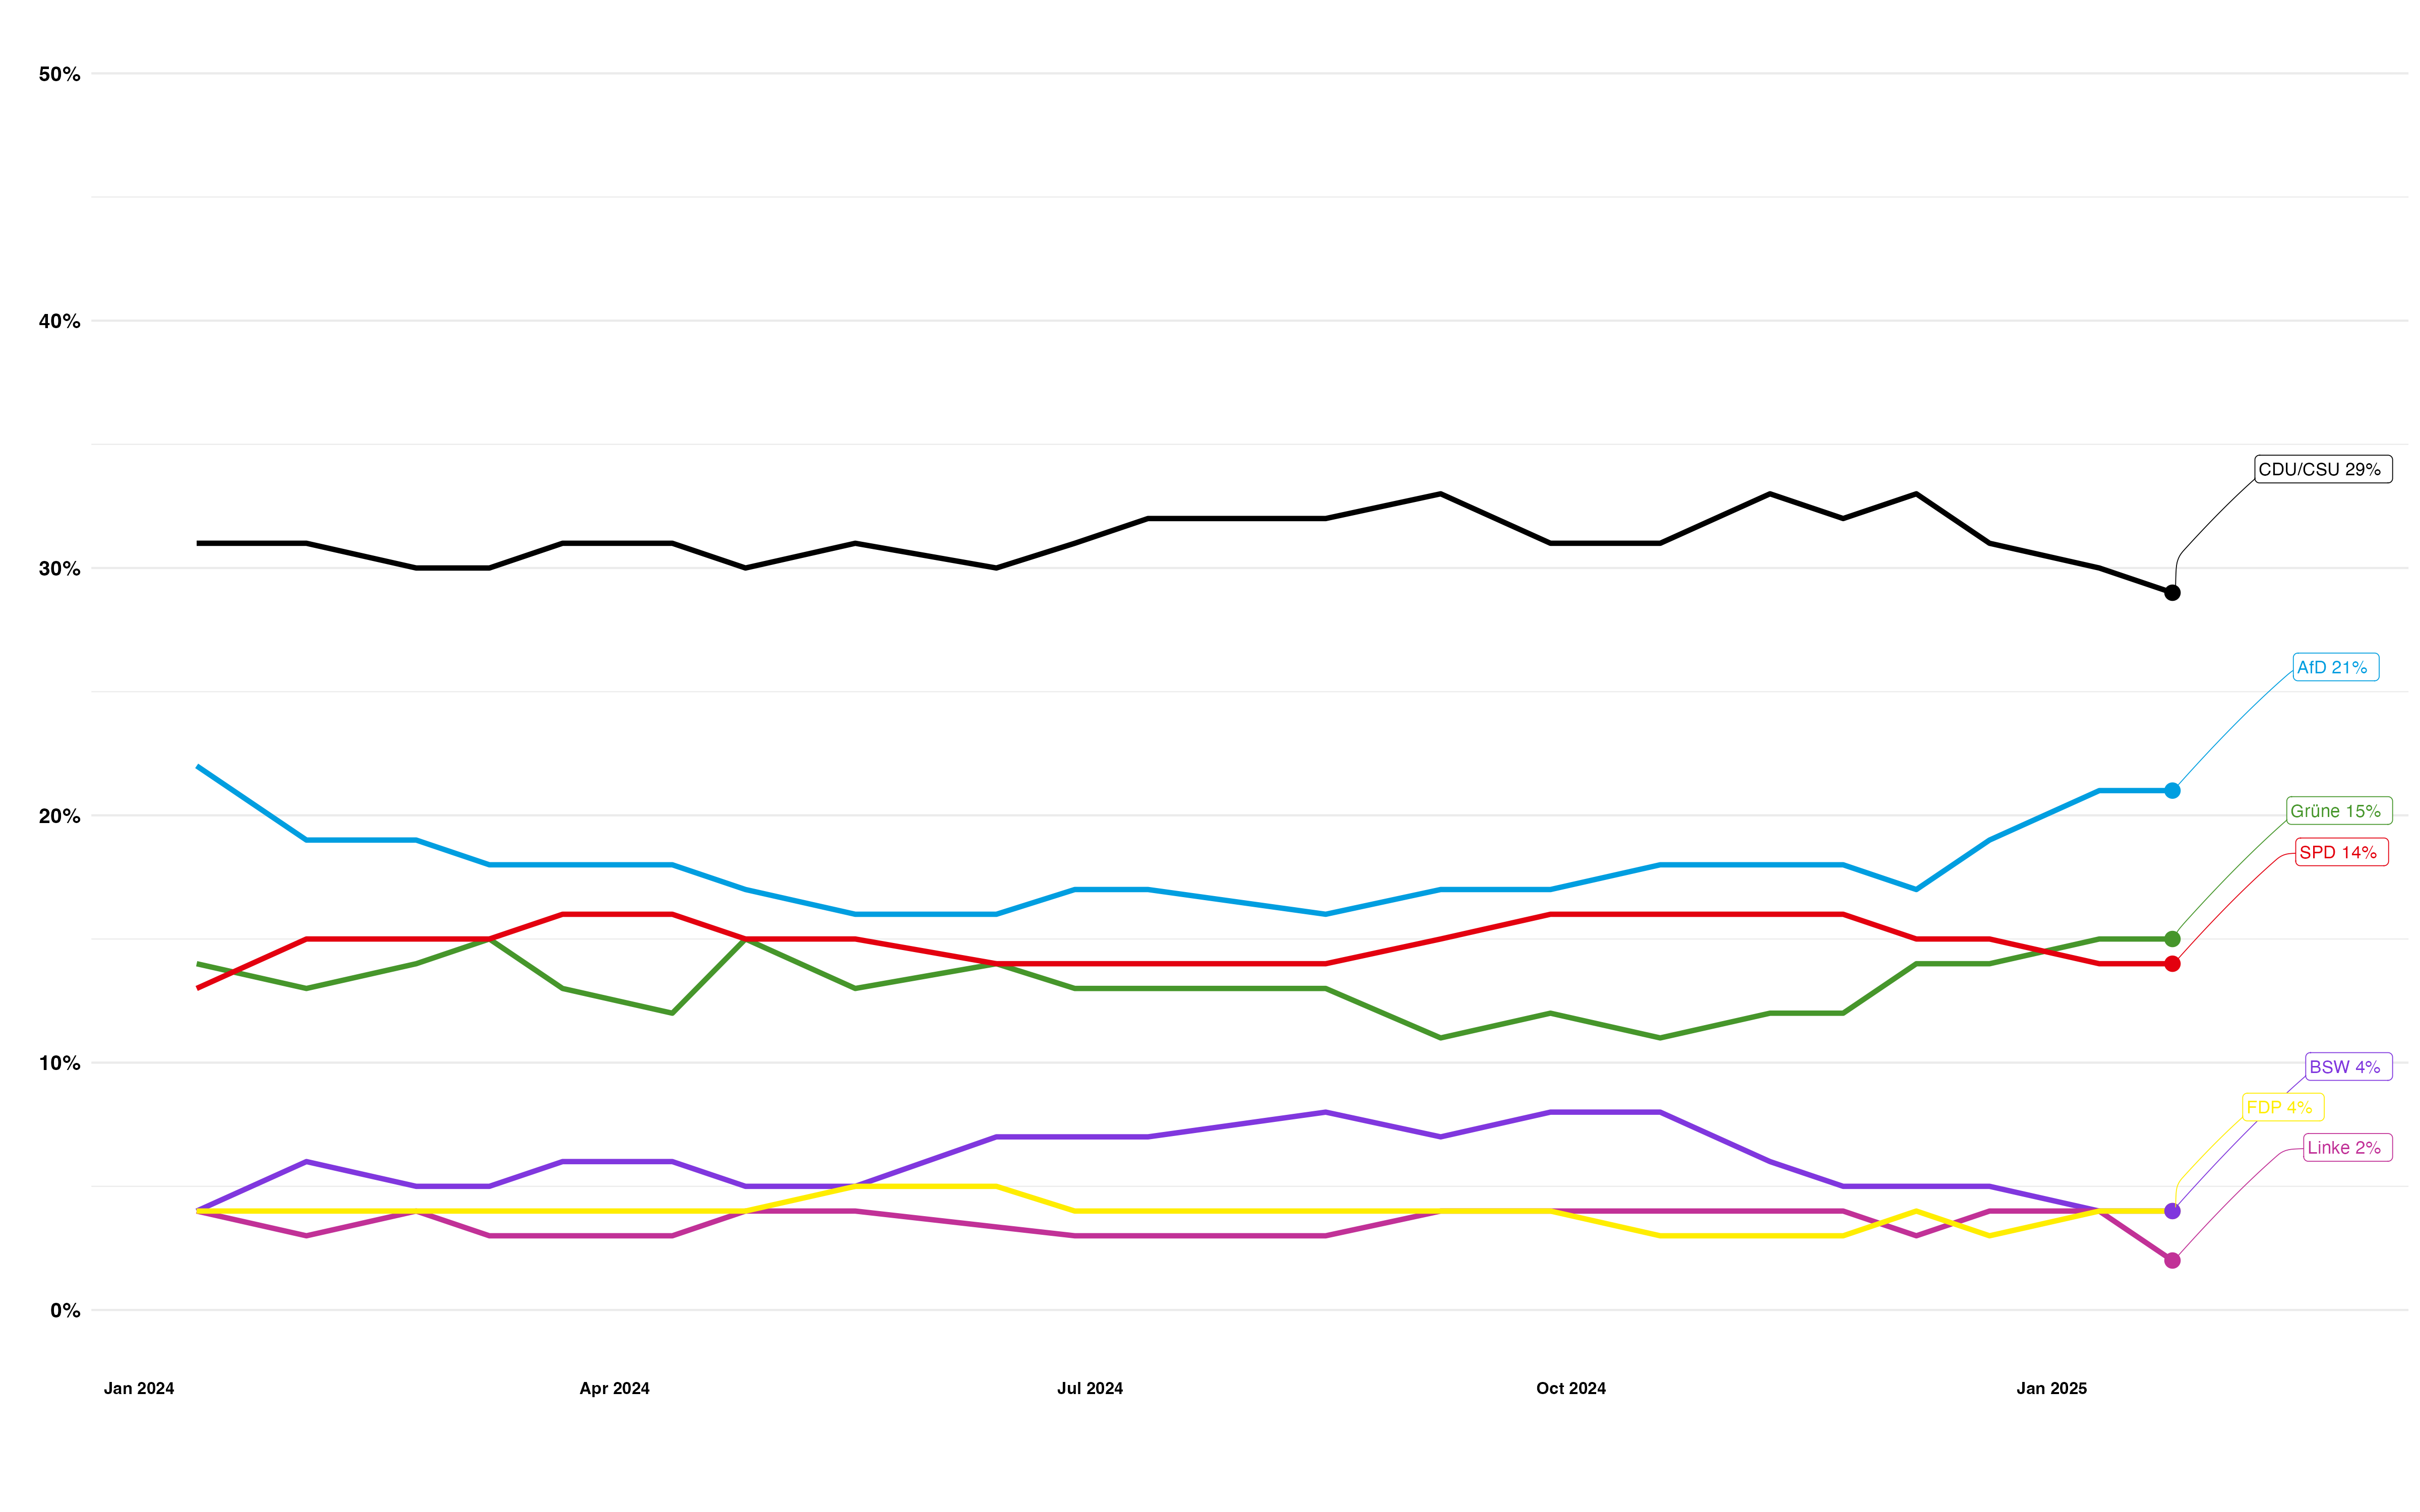 50%
40%
30%
20%
10%
0%
CDU/CSU 29%
AfD 21%
Grüne 15%
SPD 14%
BSW 4%
FDP 4%
Linke 2%
Jan 2024
Apr 2024
Jul 2024
Oct 2024
Jan 2025